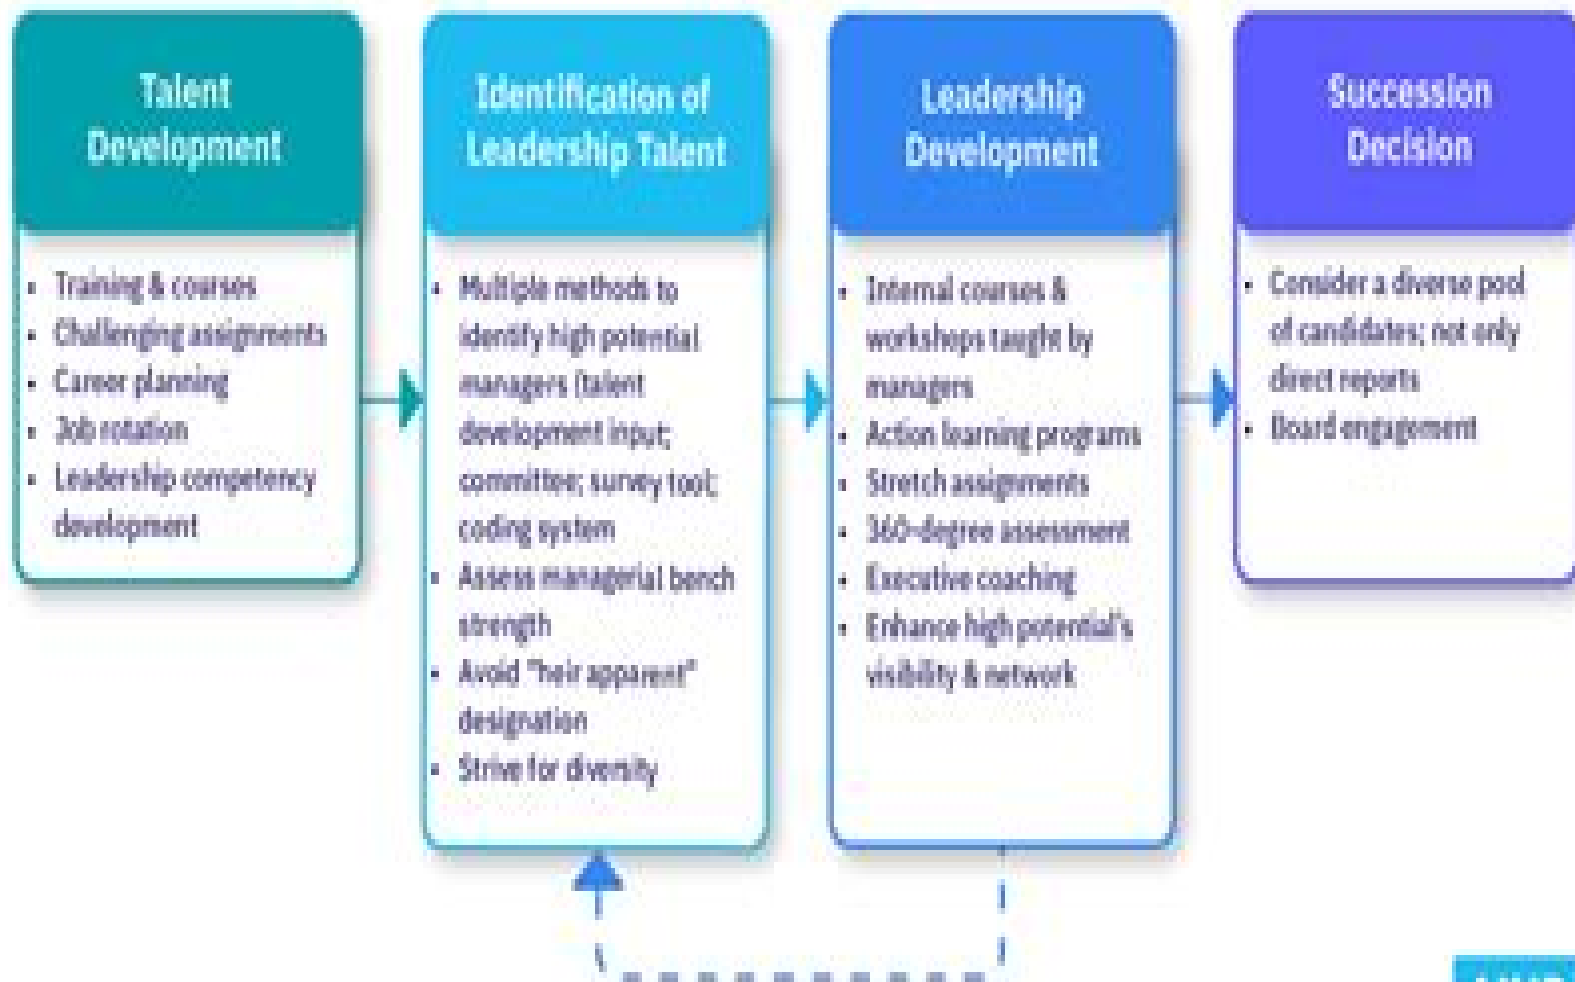 Talent
Development
• Training & courses
• Challenging assignments
• Career planning
• Job rotation
• Leadership competency
development
Identification of
Leadership Talent
• Multiple methods to
identify high potential
managers (talent
development input;
committee; survey tool;
coding system
• Assess managerial bench
strength
• Avoid "heir apparent"
designation
• Strive for diversity
Leadership
Development
• Internal courses &
workshops taught by
managers
• Action learning programs
• Stretch assignments
• 360-degree assessment
• Executive coaching
• Enhance high potential's
visibility & network
Succession
Decision
• Consider a diverse pool
of candidates; not only
direct reports
• Board engagement